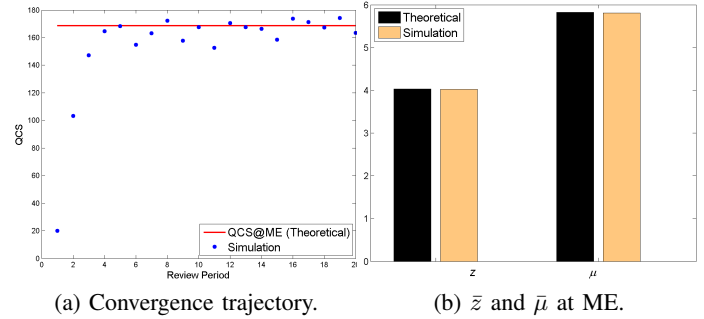 180
160
140
120
100
80
60
40
20
0
QCS
0 2 4 6 8 10 12 14 16 18 20
Review Period
QCS@ME (Theoretical)
Simulation
(a) Convergence trajectory.
6
5
4
3
2
1
0
Theoretical
Simulation
z μ
(b) z̄ and μ̄ at ME.